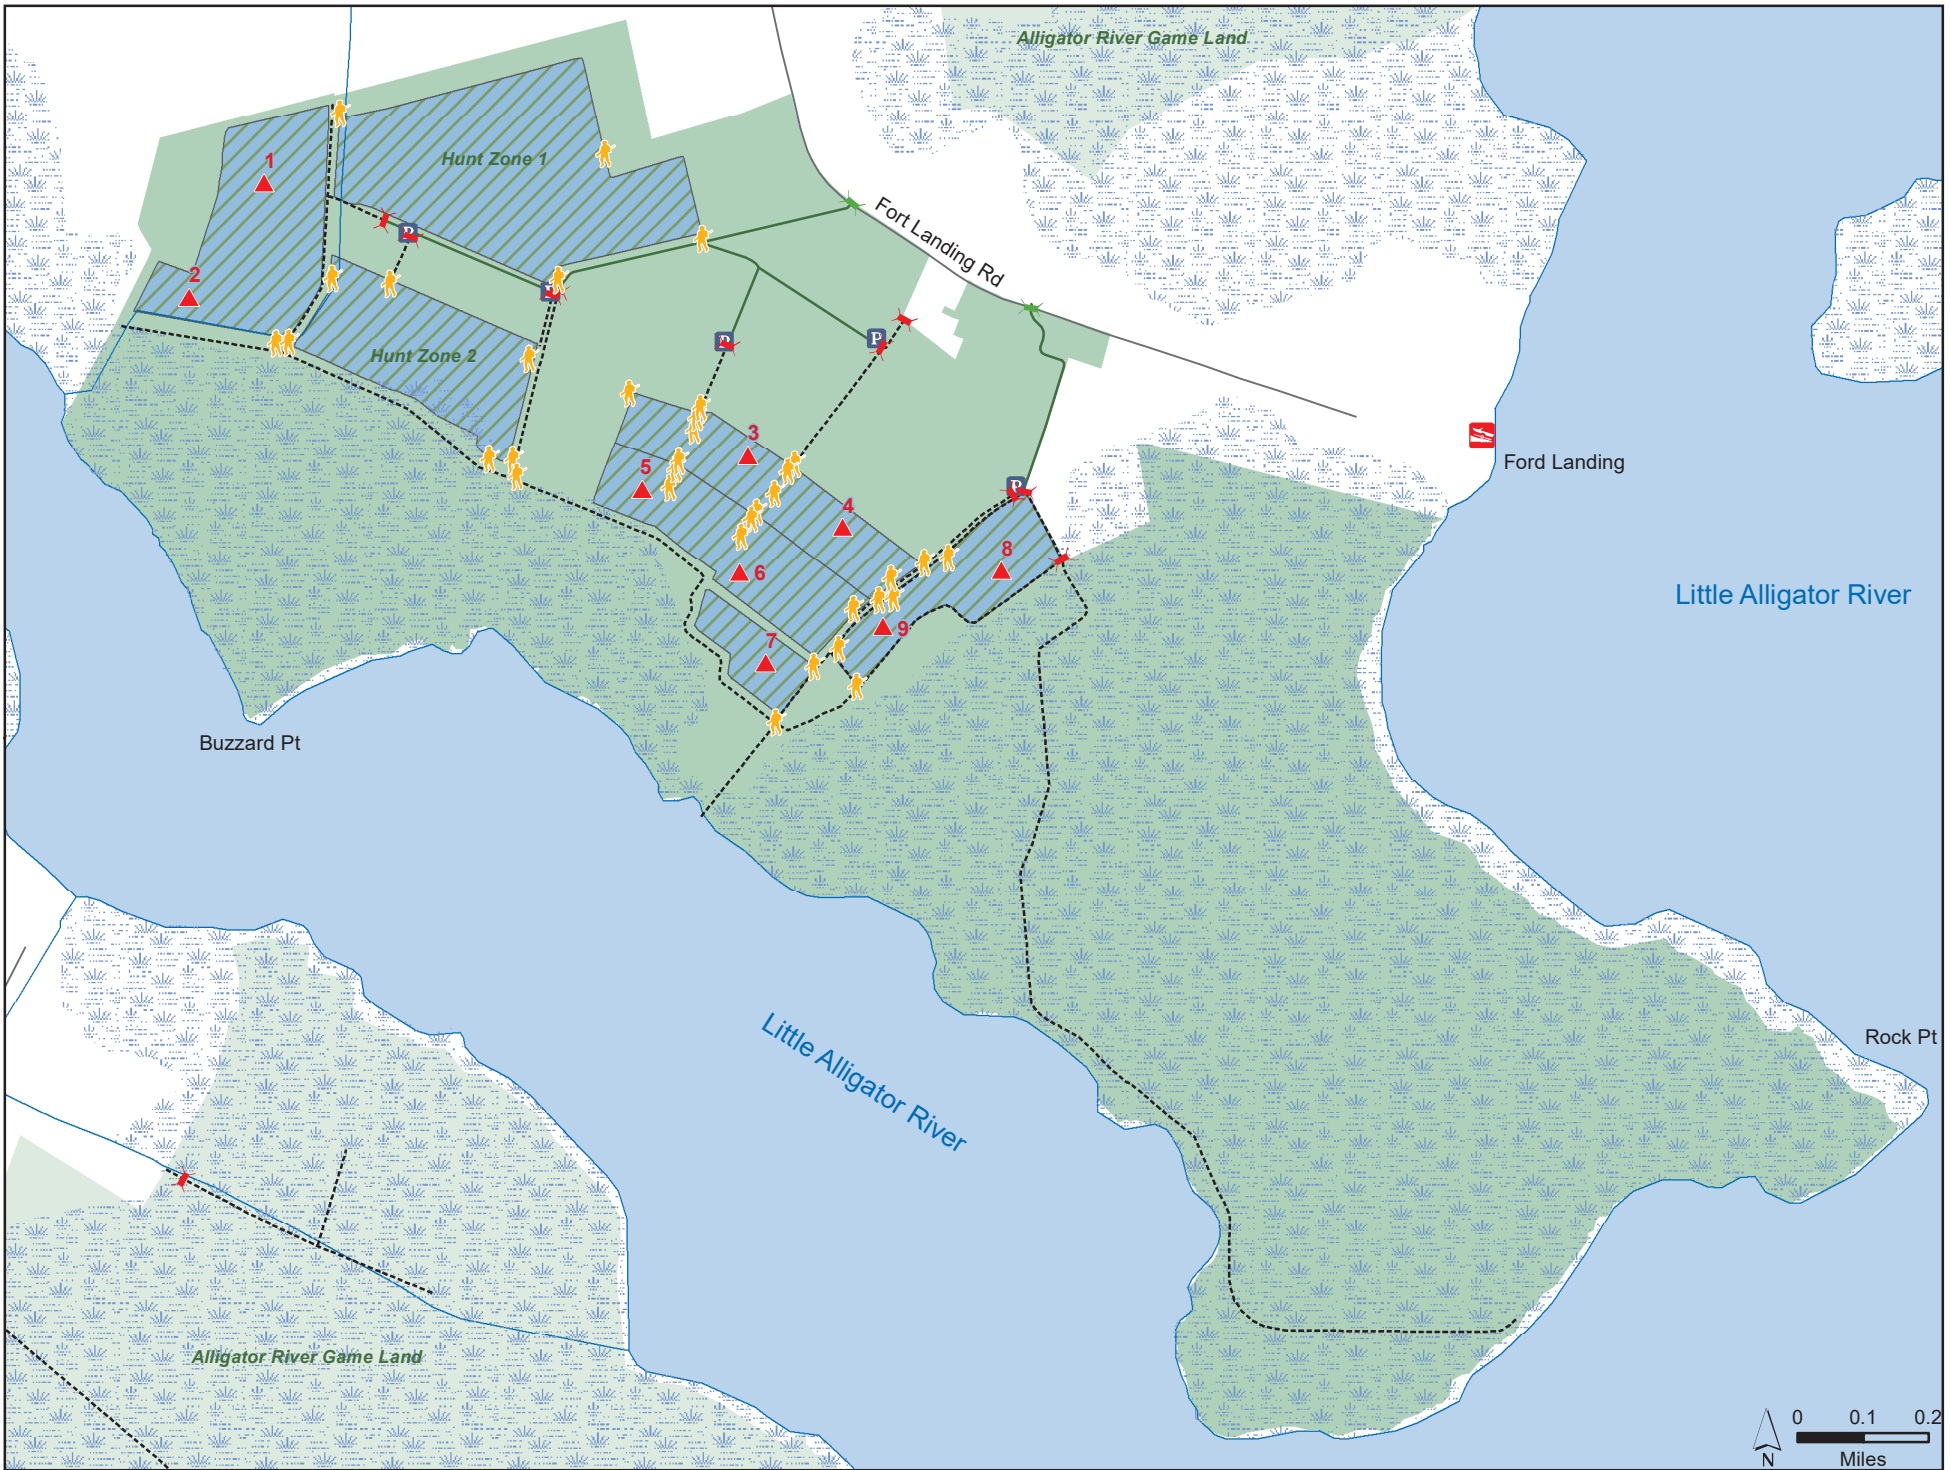 Alligator River Game Land
Hunt Zone 1
1
P
Fort Landing Rd
2
P
P
P
Hunt Zone 2
3
5
Ford Landing
P
4
8
6
Little Alligator River
9
7
Buzzard Pt
Little Alligator River
Rock Pt
Alligator River Game Land
0 0.1 0.2
Miles
N